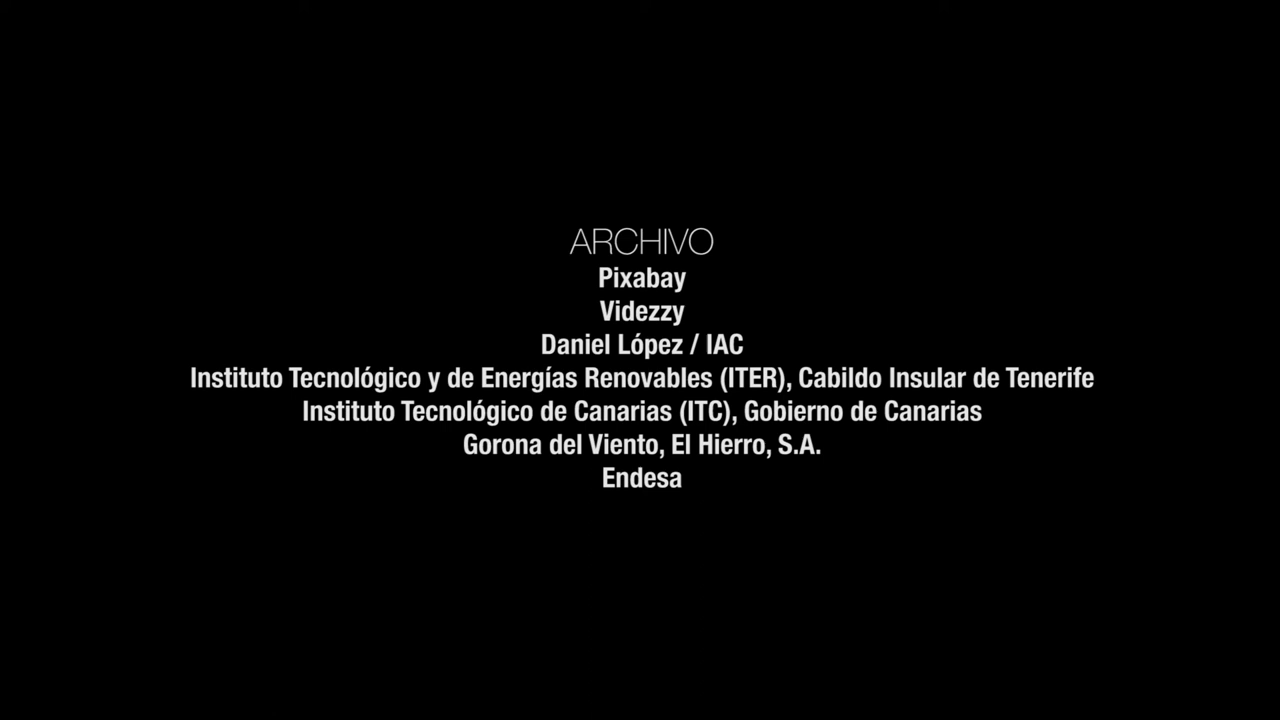 ARCHIVO
Pixabay
Videzzy
Daniel López / IAC
Instituto Tecnológico y de Energías Renovables (ITER), Cabildo Insular de Tenerife
Instituto Tecnológico de Canarias (ITC), Gobierno de Canarias
Gorona del Viento, El Hierro, S.A.
Endesa